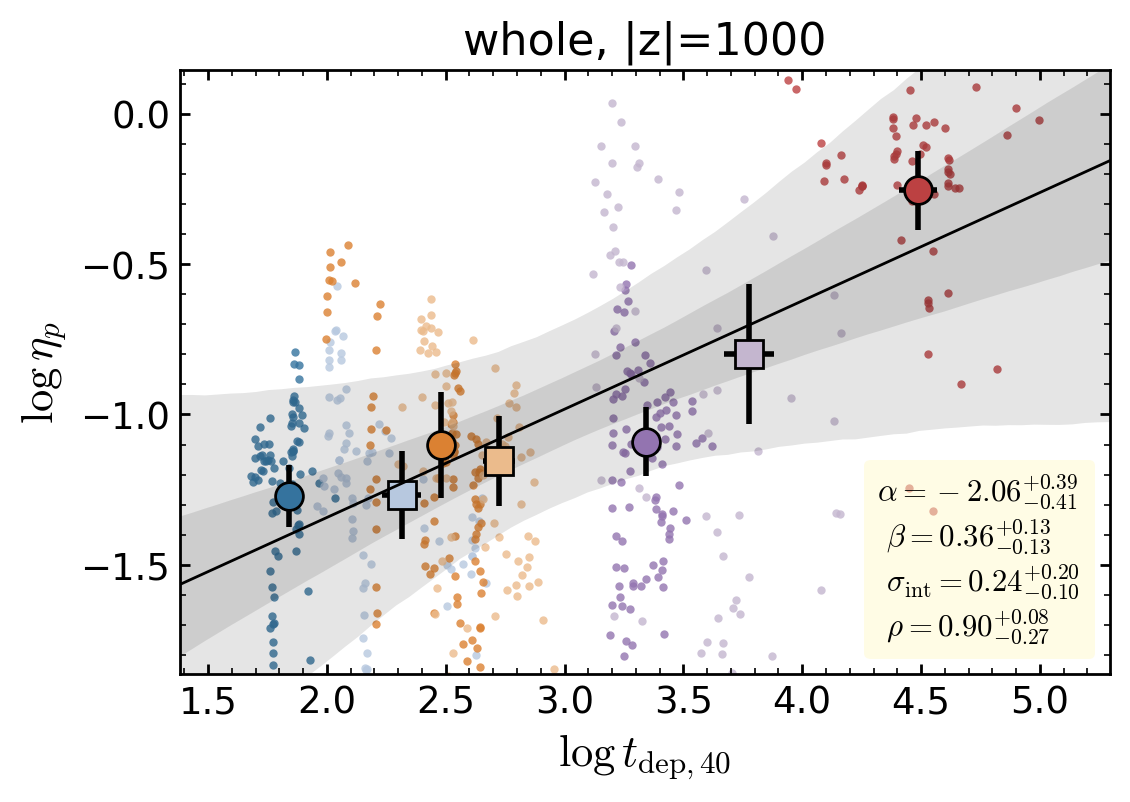 whole, |z|=1000
log η_p
0.0
−0.5
−1.0
−1.5
α = −2.06^{+0.39}_{−0.41}
β = 0.36^{+0.13}_{−0.13}
σ_int = 0.24^{+0.20}_{−0.10}
ρ = 0.90^{+0.08}_{−0.27}
1.5 2.0 2.5 3.0 3.5 4.0 4.5 5.0
log t_{dep, 40}